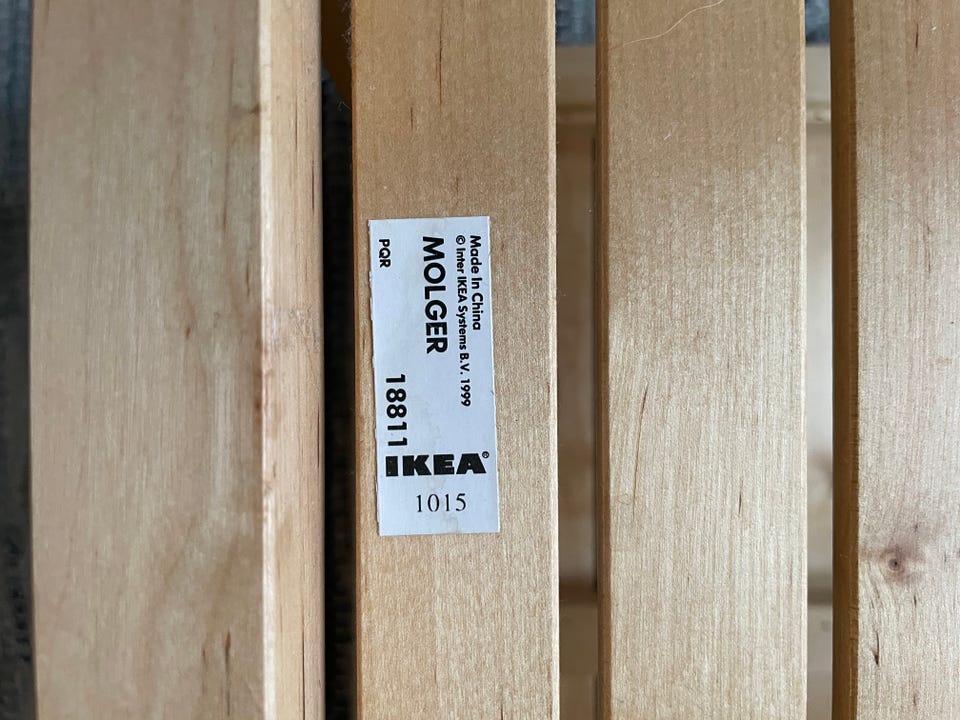 Made In China
© Inter IKEA Systems B.V. 1999
MOLGER
18811
PQR
IKEA®
1015